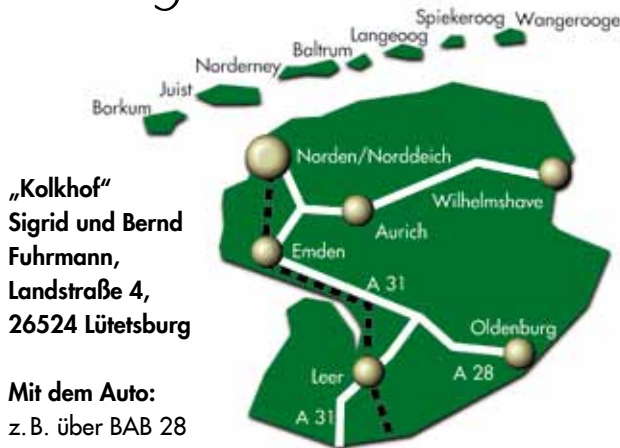 Spiekeroog
Wangerooge
Langeoog
Baltrum
Norderney
Juist
Borkum
Norden/Norddeich
Wilhelmshave
Aurich
Emden
A 31
Oldenburg
A 28
Leer
A 31
„Kolkhof“
Sigrid und Bernd
Fuhrmann,
Landstraße 4,
26524 Lütetsburg
Mit dem Auto:
z. B. über BAB 28